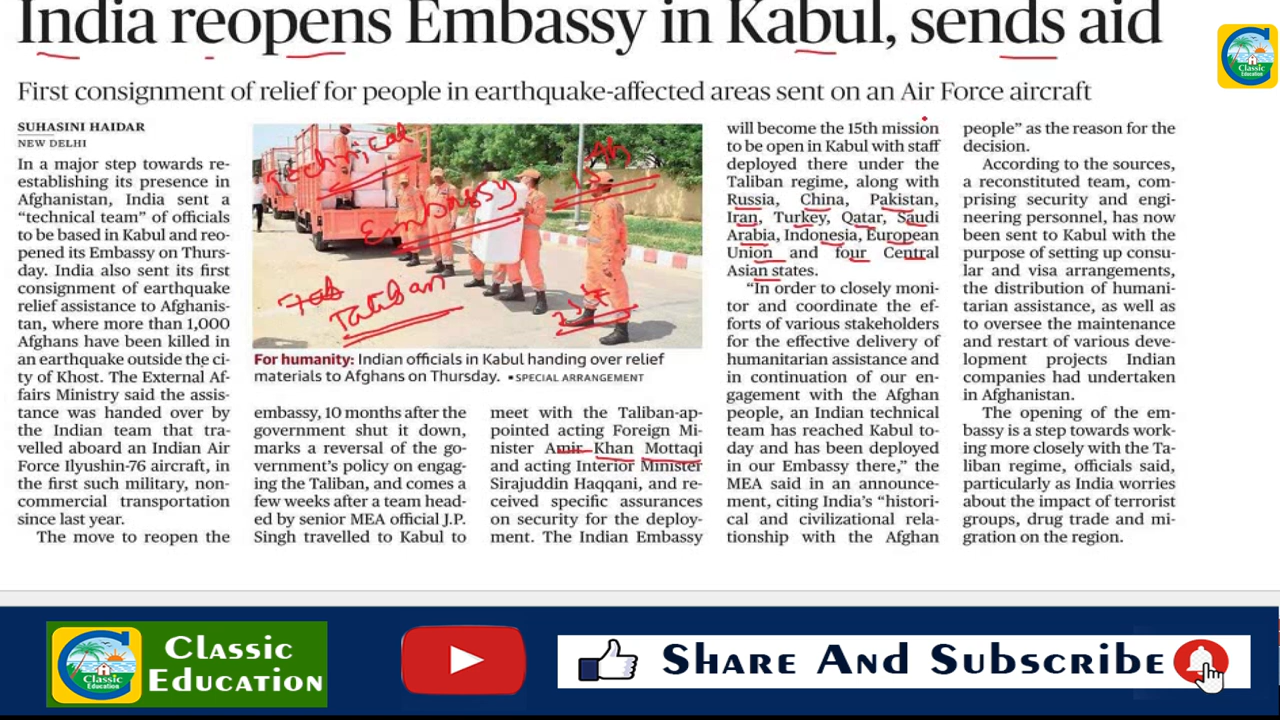 India reopens Embassy in Kabul, sends aid
Classic
Education
First consignment of relief for people in earthquake-affected areas sent on an Air Force aircraft
SUHASINI HAIDAR
NEW DELHI
In a major step towards re-
establishing its presence in
Afghanistan, India sent a
“technical team” of officials
to be based in Kabul and reo-
pened its Embassy on Thurs-
day. India also sent its first
consignment of earthquake
relief assistance to Afghanis-
tan, where more than 1,000
Afghans have been killed in
an earthquake outside the ci-
ty of Khost. The External Af-
fairs Ministry said the assis-
tance was handed over by
the Indian team that tra-
velled aboard an Indian Air
Force Ilyushin-76 aircraft, in
the first such military, non-
commercial transportation
since last year.
The move to reopen the
Technical
Embassy
15th
Taliban
For humanity: Indian officials in Kabul handing over relief
materials to Afghans on Thursday. ▪ SPECIAL ARRANGEMENT
embassy, 10 months after the
government shut it down,
marks a reversal of the go-
vernment’s policy on engag-
ing the Taliban, and comes a
few weeks after a team head-
ed by senior MEA official J.P.
Singh travelled to Kabul to
meet with the Taliban-ap-
pointed acting Foreign Mi-
nister Amir Khan Mottaqi
and acting Interior Minister
Sirajuddin Haqqani, and re-
ceived specific assurances
on security for the deploy-
ment. The Indian Embassy
will become the 15th mission
to be open in Kabul with staff
deployed there under the
Taliban regime, along with
Russia, China, Pakistan,
Iran, Turkey, Qatar, Saudi
Arabia, Indonesia, European
Union and four Central
Asian states.
“In order to closely moni-
tor and coordinate the ef-
forts of various stakeholders
for the effective delivery of
humanitarian assistance and
in continuation of our en-
gagement with the Afghan
people, an Indian technical
team has reached Kabul to-
day and has been deployed
in our Embassy there,” the
MEA said in an announce-
ment, citing India’s “histori-
cal and civilizational rela-
tionship with the Afghan
people” as the reason for the
decision.
According to the sources,
a reconstituted team, com-
prising security and engi-
neering personnel, has now
been sent to Kabul with the
purpose of setting up consu-
lar and visa arrangements,
the distribution of humani-
tarian assistance, as well as
to oversee the maintenance
and restart of various deve-
lopment projects Indian
companies had undertaken
in Afghanistan.
The opening of the em-
bassy is a step towards work-
ing more closely with the Ta-
liban regime, officials said,
particularly as India worries
about the impact of terrorist
groups, drug trade and mi-
gration on the region.
Classic
Education
Classic
Education
Share And Subscribe